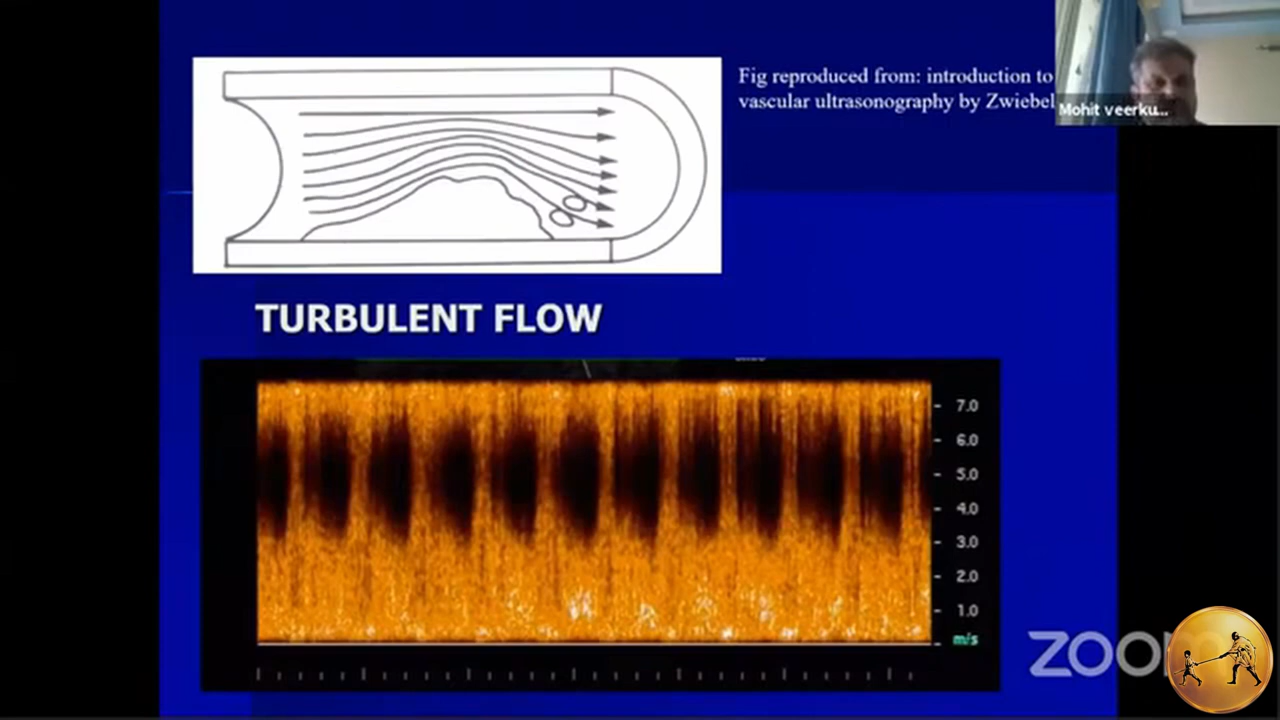 Fig reproduced from: introduction to
vascular ultrasonography by Zwiebel
Mohit veerku...
TURBULENT FLOW
7.0
6.0
5.0
4.0
3.0
2.0
1.0
m/s